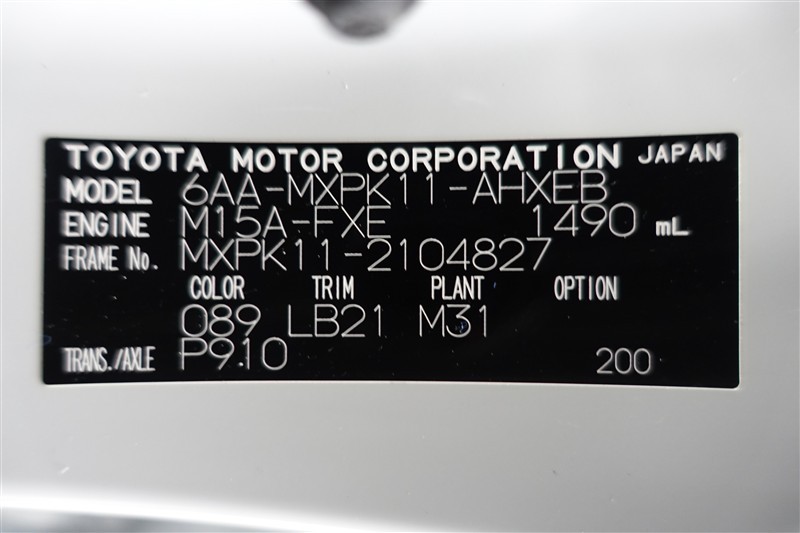 TOYOTA MOTOR CORPORATION JAPAN
MODEL 6AA-MXPK11-AHXEB
ENGINE M15A-FXE 1490 mL
FRAME No. MXPK11-2104827
COLOR TRIM PLANT OPTION
089 LB21 M31
TRANS./AXLE P910 200